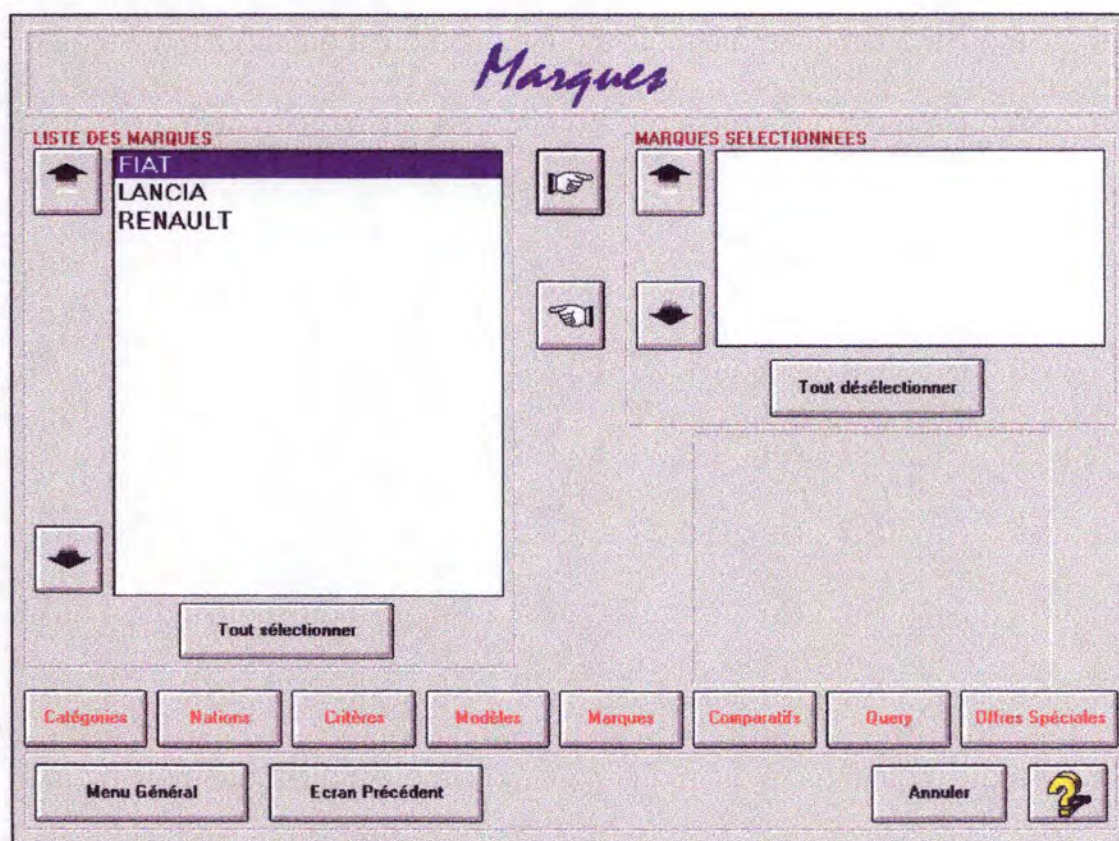 Marques
LISTE DES MARQUES
FIAT
LANCIA
RENAULT
Tout sélectionner
MARQUES SELECTIONNEES
Tout désélectionner
Catégories Nations Critères Modèles Marques Comparatifs Query Offres Spéciales
Menu Général Ecran Précédent Annuler